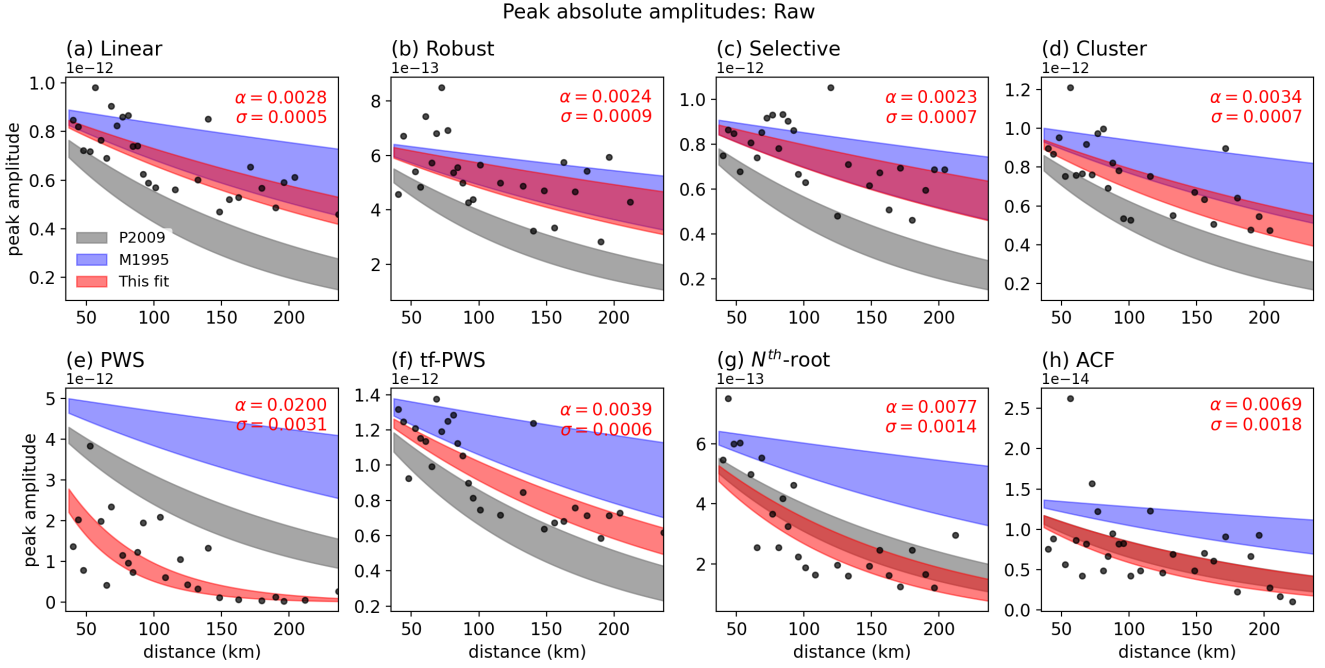 Peak absolute amplitudes: Raw
(a) Linear
1e−12
α = 0.0028
σ = 0.0005
1.0
0.8
0.6
0.4
0.2
peak amplitude
P2009
M1995
This fit
50 100 150 200
(b) Robust
1e−13
α = 0.0024
σ = 0.0009
8
6
4
2
50 100 150 200
(c) Selective
1e−12
α = 0.0023
σ = 0.0007
1.0
0.8
0.6
0.4
0.2
50 100 150 200
(d) Cluster
1e−12
α = 0.0034
σ = 0.0007
1.2
1.0
0.8
0.6
0.4
0.2
50 100 150 200
(e) PWS
1e−12
α = 0.0200
σ = 0.0031
5
4
3
2
1
0
peak amplitude
50 100 150 200
distance (km)
(f) tf-PWS
1e−12
α = 0.0039
σ = 0.0006
1.4
1.2
1.0
0.8
0.6
0.4
0.2
50 100 150 200
distance (km)
(g) Nᵗʰ-root
1e−13
α = 0.0077
σ = 0.0014
6
4
2
50 100 150 200
distance (km)
(h) ACF
1e−14
α = 0.0069
σ = 0.0018
2.5
2.0
1.5
1.0
0.5
0.0
50 100 150 200
distance (km)